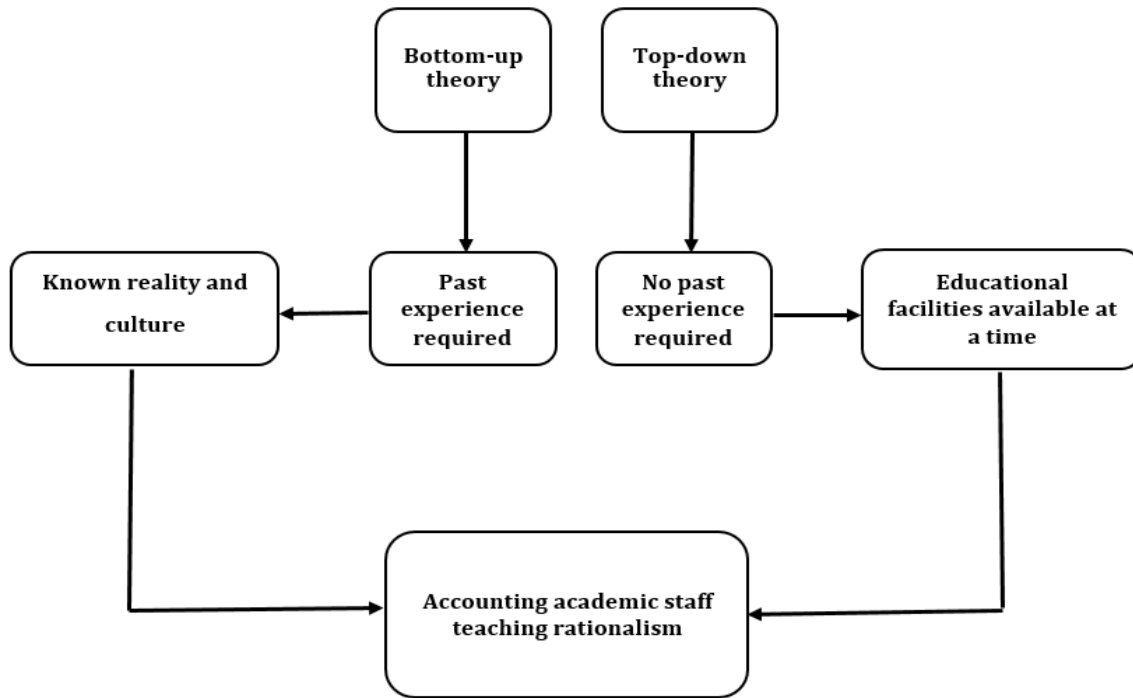 Bottom-up
theory
Top-down
theory
Known reality and
culture
Past
experience
required
No past
experience
required
Educational
facilities available at
a time
Accounting academic staff
teaching rationalism